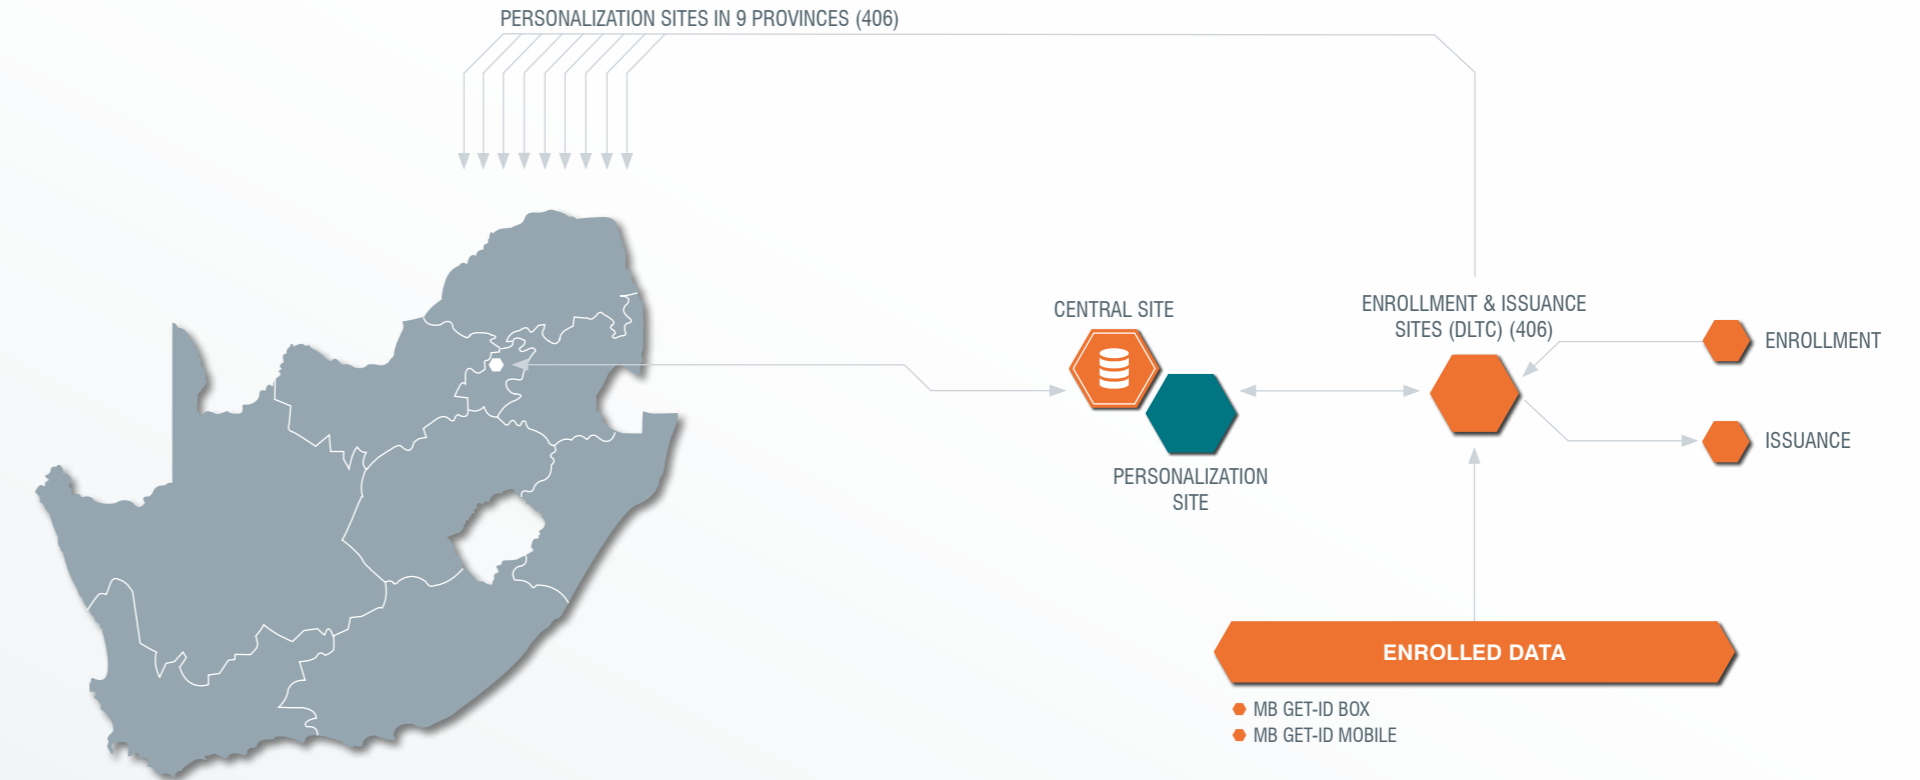 PERSONALIZATION SITES IN 9 PROVINCES (406)
CENTRAL SITE
PERSONALIZATION
SITE
ENROLLMENT & ISSUANCE
SITES (DLTC) (406)
ENROLLMENT
ISSUANCE
ENROLLED DATA
MB GET-ID BOX
MB GET-ID MOBILE